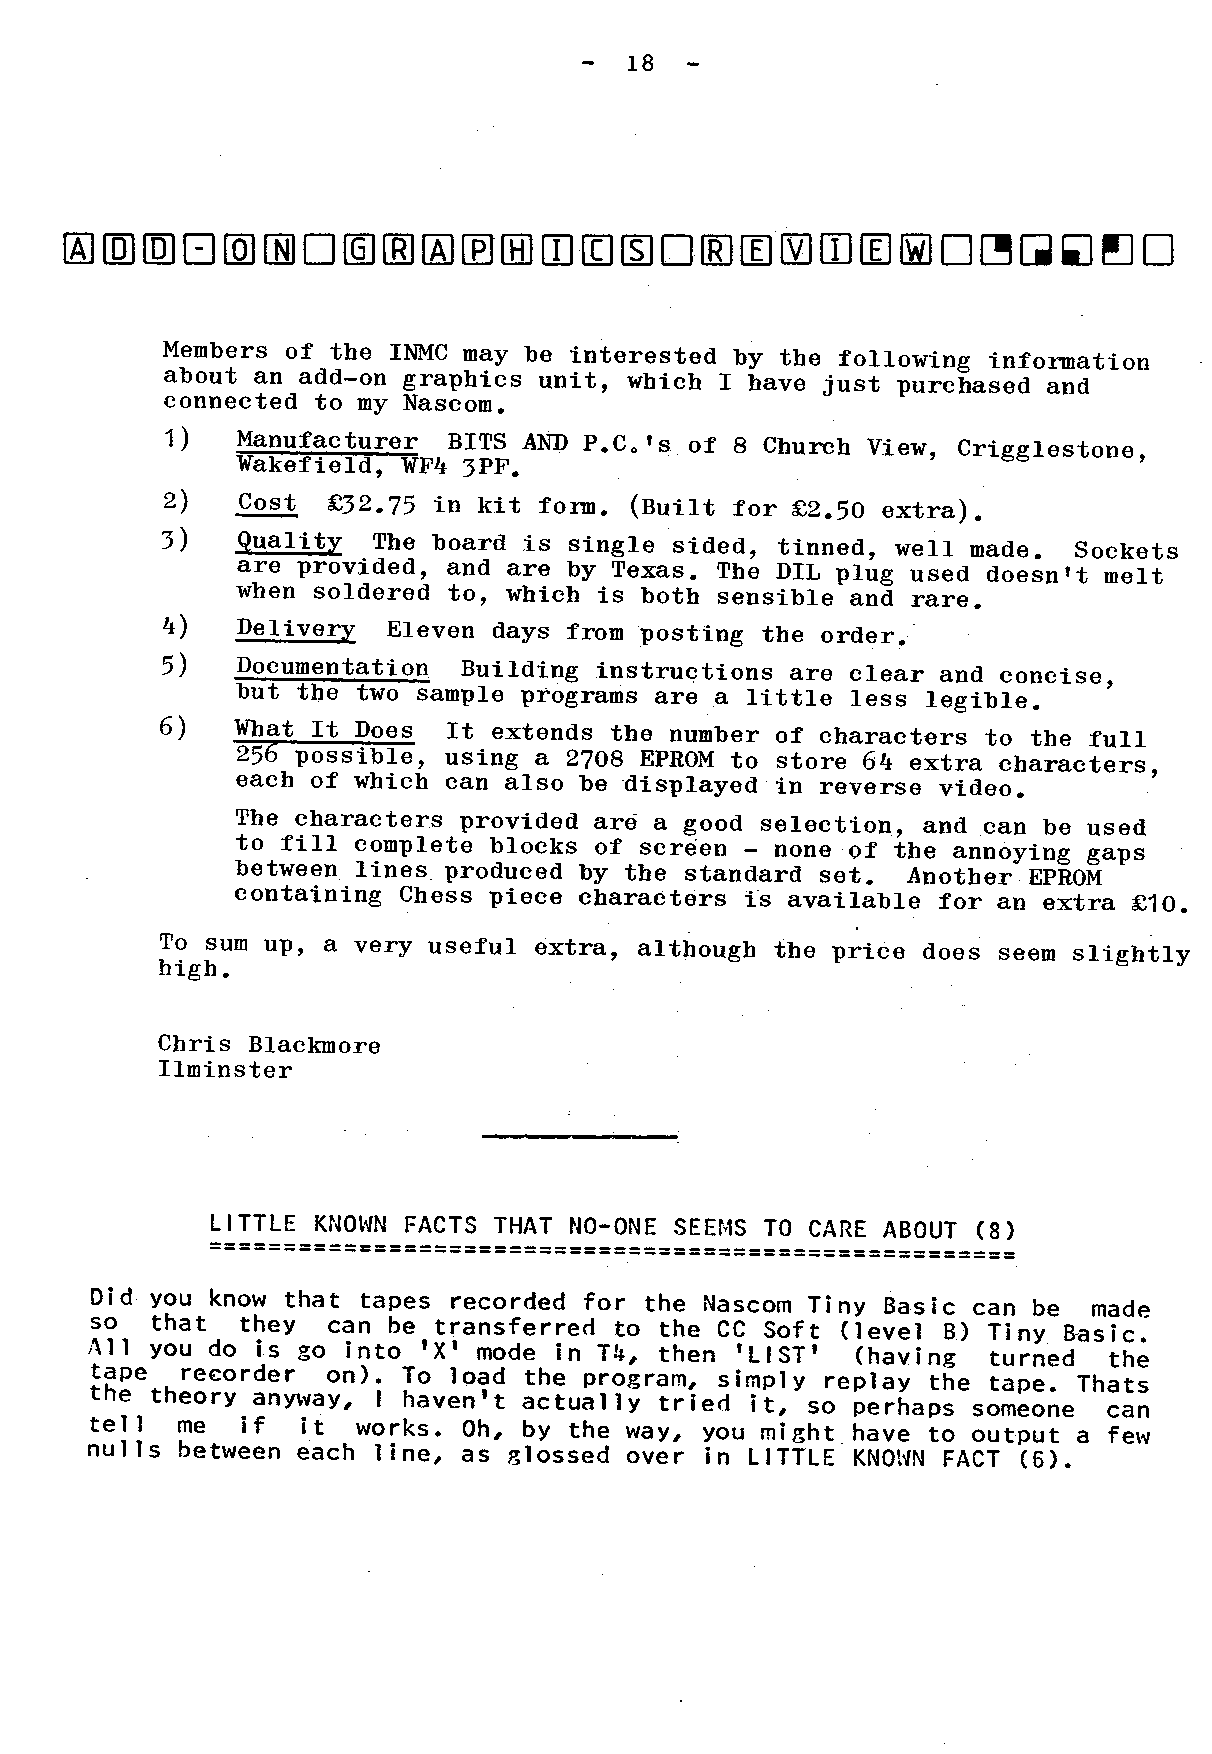 - 18 -
ADD-ON GRAPHICS REVIEW
Members of the INMC may be interested by the following information
about an add-on graphics unit, which I have just purchased and
connected to my Nascom.
1) Manufacturer BITS AND P.C.'s of 8 Church View, Crigglestone,
Wakefield, WF4 3PF.
2) Cost £32.75 in kit form. (Built for £2.50 extra).
3) Quality The board is single sided, tinned, well made. Sockets
are provided, and are by Texas. The DIL plug used doesn't melt
when soldered to, which is both sensible and rare.
4) Delivery Eleven days from posting the order.
5) Documentation Building instructions are clear and concise,
but the two sample programs are a little less legible.
6) What It Does It extends the number of characters to the full
256 possible, using a 2708 EPROM to store 64 extra characters,
each of which can also be displayed in reverse video.
The characters provided are a good selection, and can be used
to fill complete blocks of screen - none of the annoying gaps
between lines produced by the standard set. Another EPROM
containing Chess piece characters is available for an extra £10.
To sum up, a very useful extra, although the price does seem slightly
high.
Chris Blackmore
Ilminster
LITTLE KNOWN FACTS THAT NO-ONE SEEMS TO CARE ABOUT (8)
======================================================
Did you know that tapes recorded for the Nascom Tiny Basic can be made
so that they can be transferred to the CC Soft (level B) Tiny Basic.
All you do is go into 'X' mode in T4, then 'LIST' (having turned the
tape recorder on). To load the program, simply replay the tape. Thats
the theory anyway, I haven't actually tried it, so perhaps someone can
tell me if it works. Oh, by the way, you might have to output a few
nulls between each line, as glossed over in LITTLE KNOWN FACT (6).